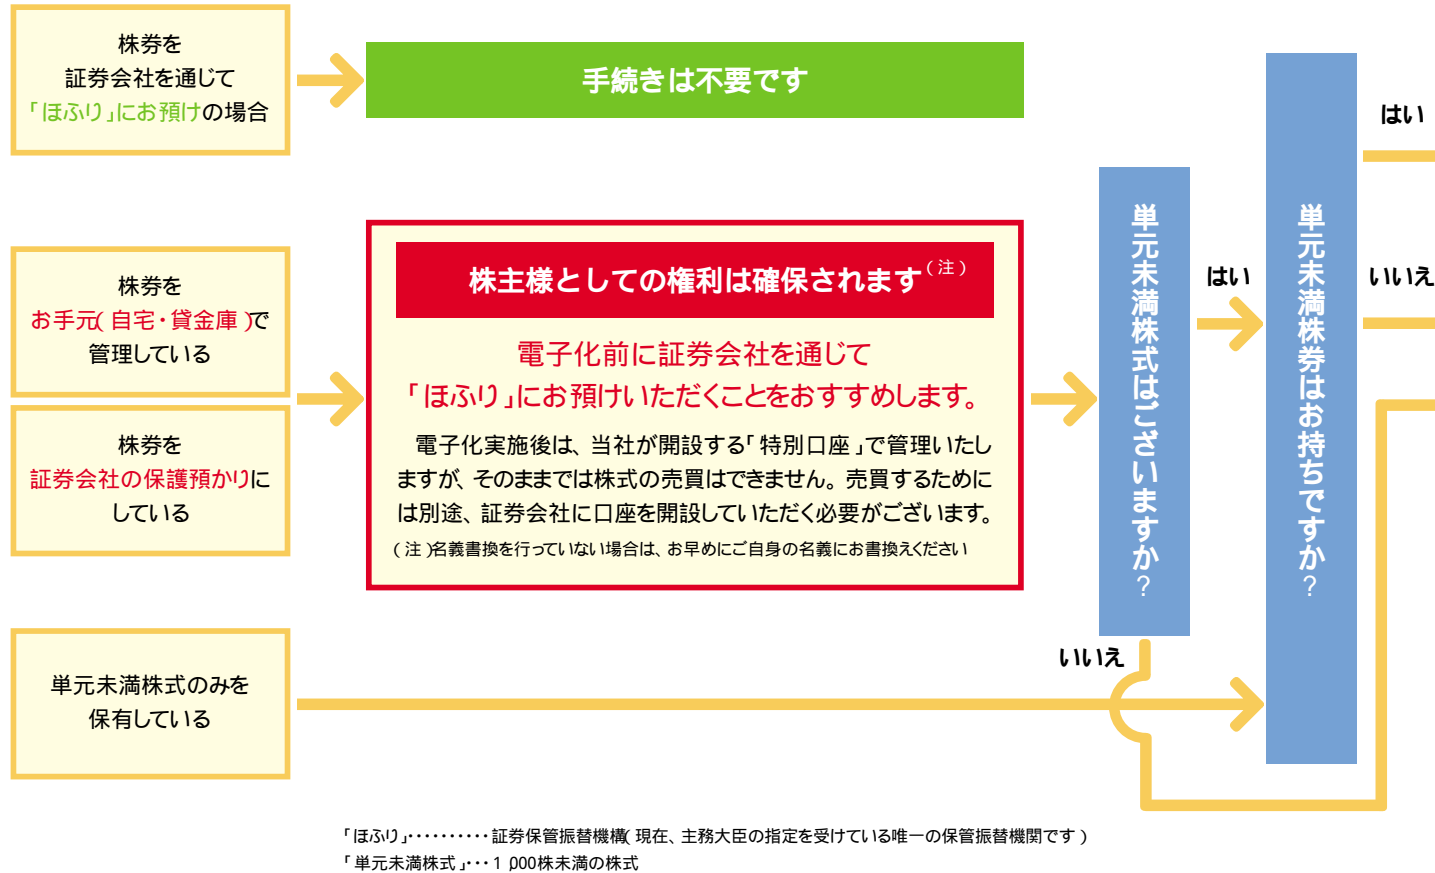 株券を
証券会社を通じて
「ほふり」にお預けの場合
手続きは不要です
株券を
お手元(自宅・貸金庫)で
管理している
株券を
証券会社の保護預かりに
している
株主様としての権利は確保されます(注)
電子化前に証券会社を通じて
「ほふり」にお預けいただくことをおすすめします。
電子化実施後は、当社が開設する「特別口座」で管理いたし
ますが、そのままでは株式の売買はできません。売買するために
は別途、証券会社に口座を開設していただく必要がございます。
(注)名義書換を行っていない場合は、お早めにご自身の名義にお書換えください
単元未満株式はございますか?
はい
いいえ
単元未満株券はお持ちですか?
はい
いいえ
単元未満株式のみを
保有している
「ほふり」・・・・・・・・・・証券保管振替機構(現在、主務大臣の指定を受けている唯一の保管振替機関です)
「単元未満株式」・・・1,000株未満の株式